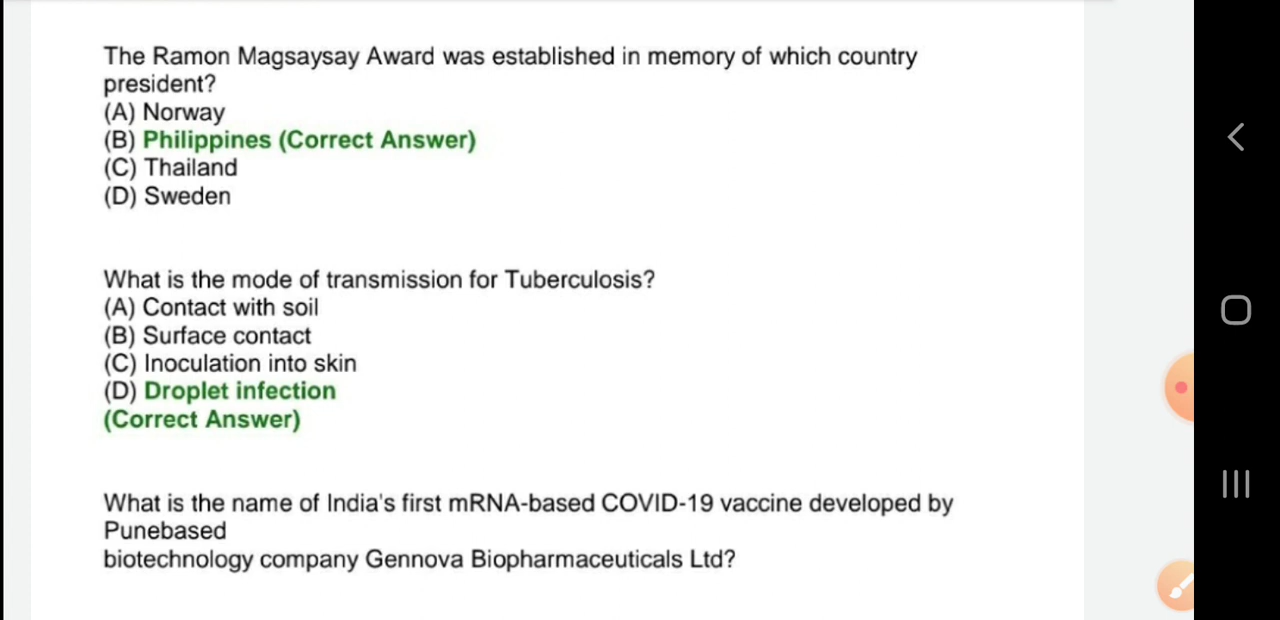 The Ramon Magsaysay Award was established in memory of which country
president?
(A) Norway
(B) Philippines (Correct Answer)
(C) Thailand
(D) Sweden
What is the mode of transmission for Tuberculosis?
(A) Contact with soil
(B) Surface contact
(C) Inoculation into skin
(D) Droplet infection
(Correct Answer)
What is the name of India's first mRNA-based COVID-19 vaccine developed by
Punebased
biotechnology company Gennova Biopharmaceuticals Ltd?